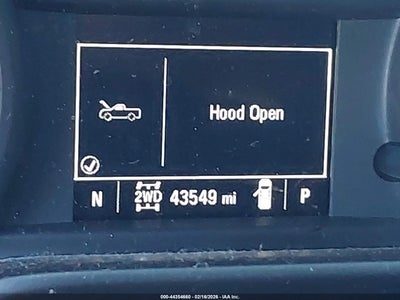 Hood Open
N 2WD 43549 mi P
000-44354660 - 02/18/2026 - IAA Inc.